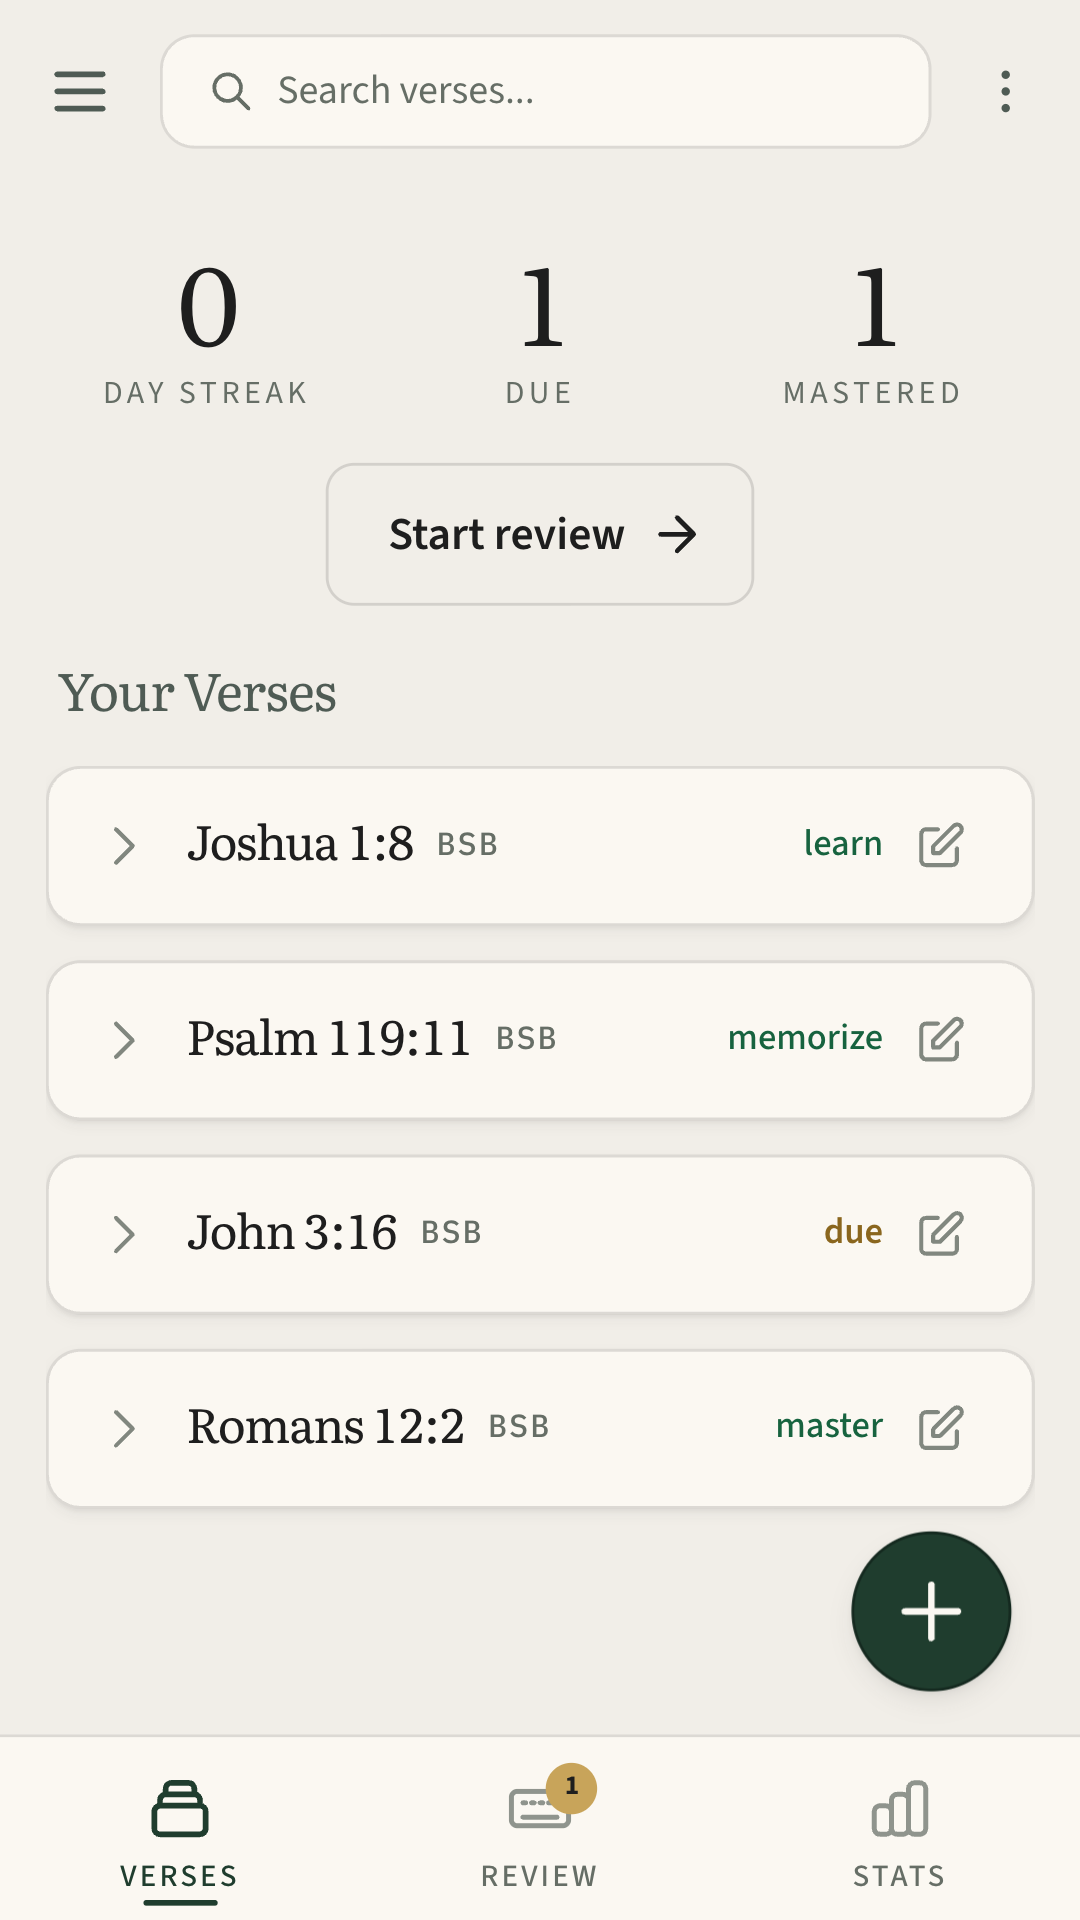 Search verses...
0 1 1
DAY STREAK DUE MASTERED
Start review
Your Verses
Joshua 1:8 BSB learn
Psalm 119:11 BSB memorize
John 3:16 BSB due
Romans 12:2 BSB master
1
VERSES REVIEW STATS